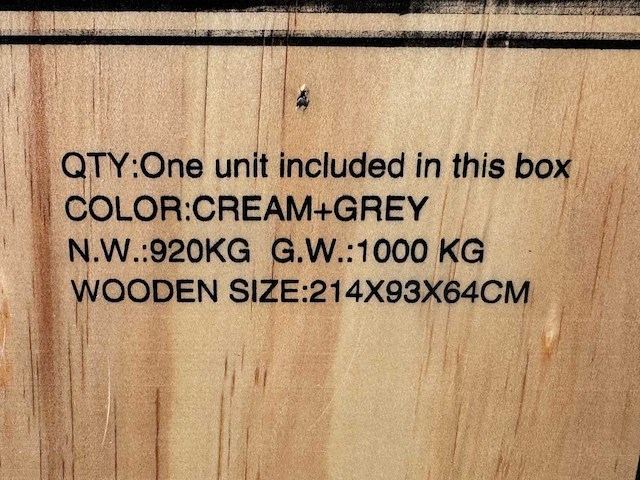 QTY:One unit included in this box
COLOR:CREAM+GREY
N.W.:920KG G.W.:1000 KG
WOODEN SIZE:214X93X64CM